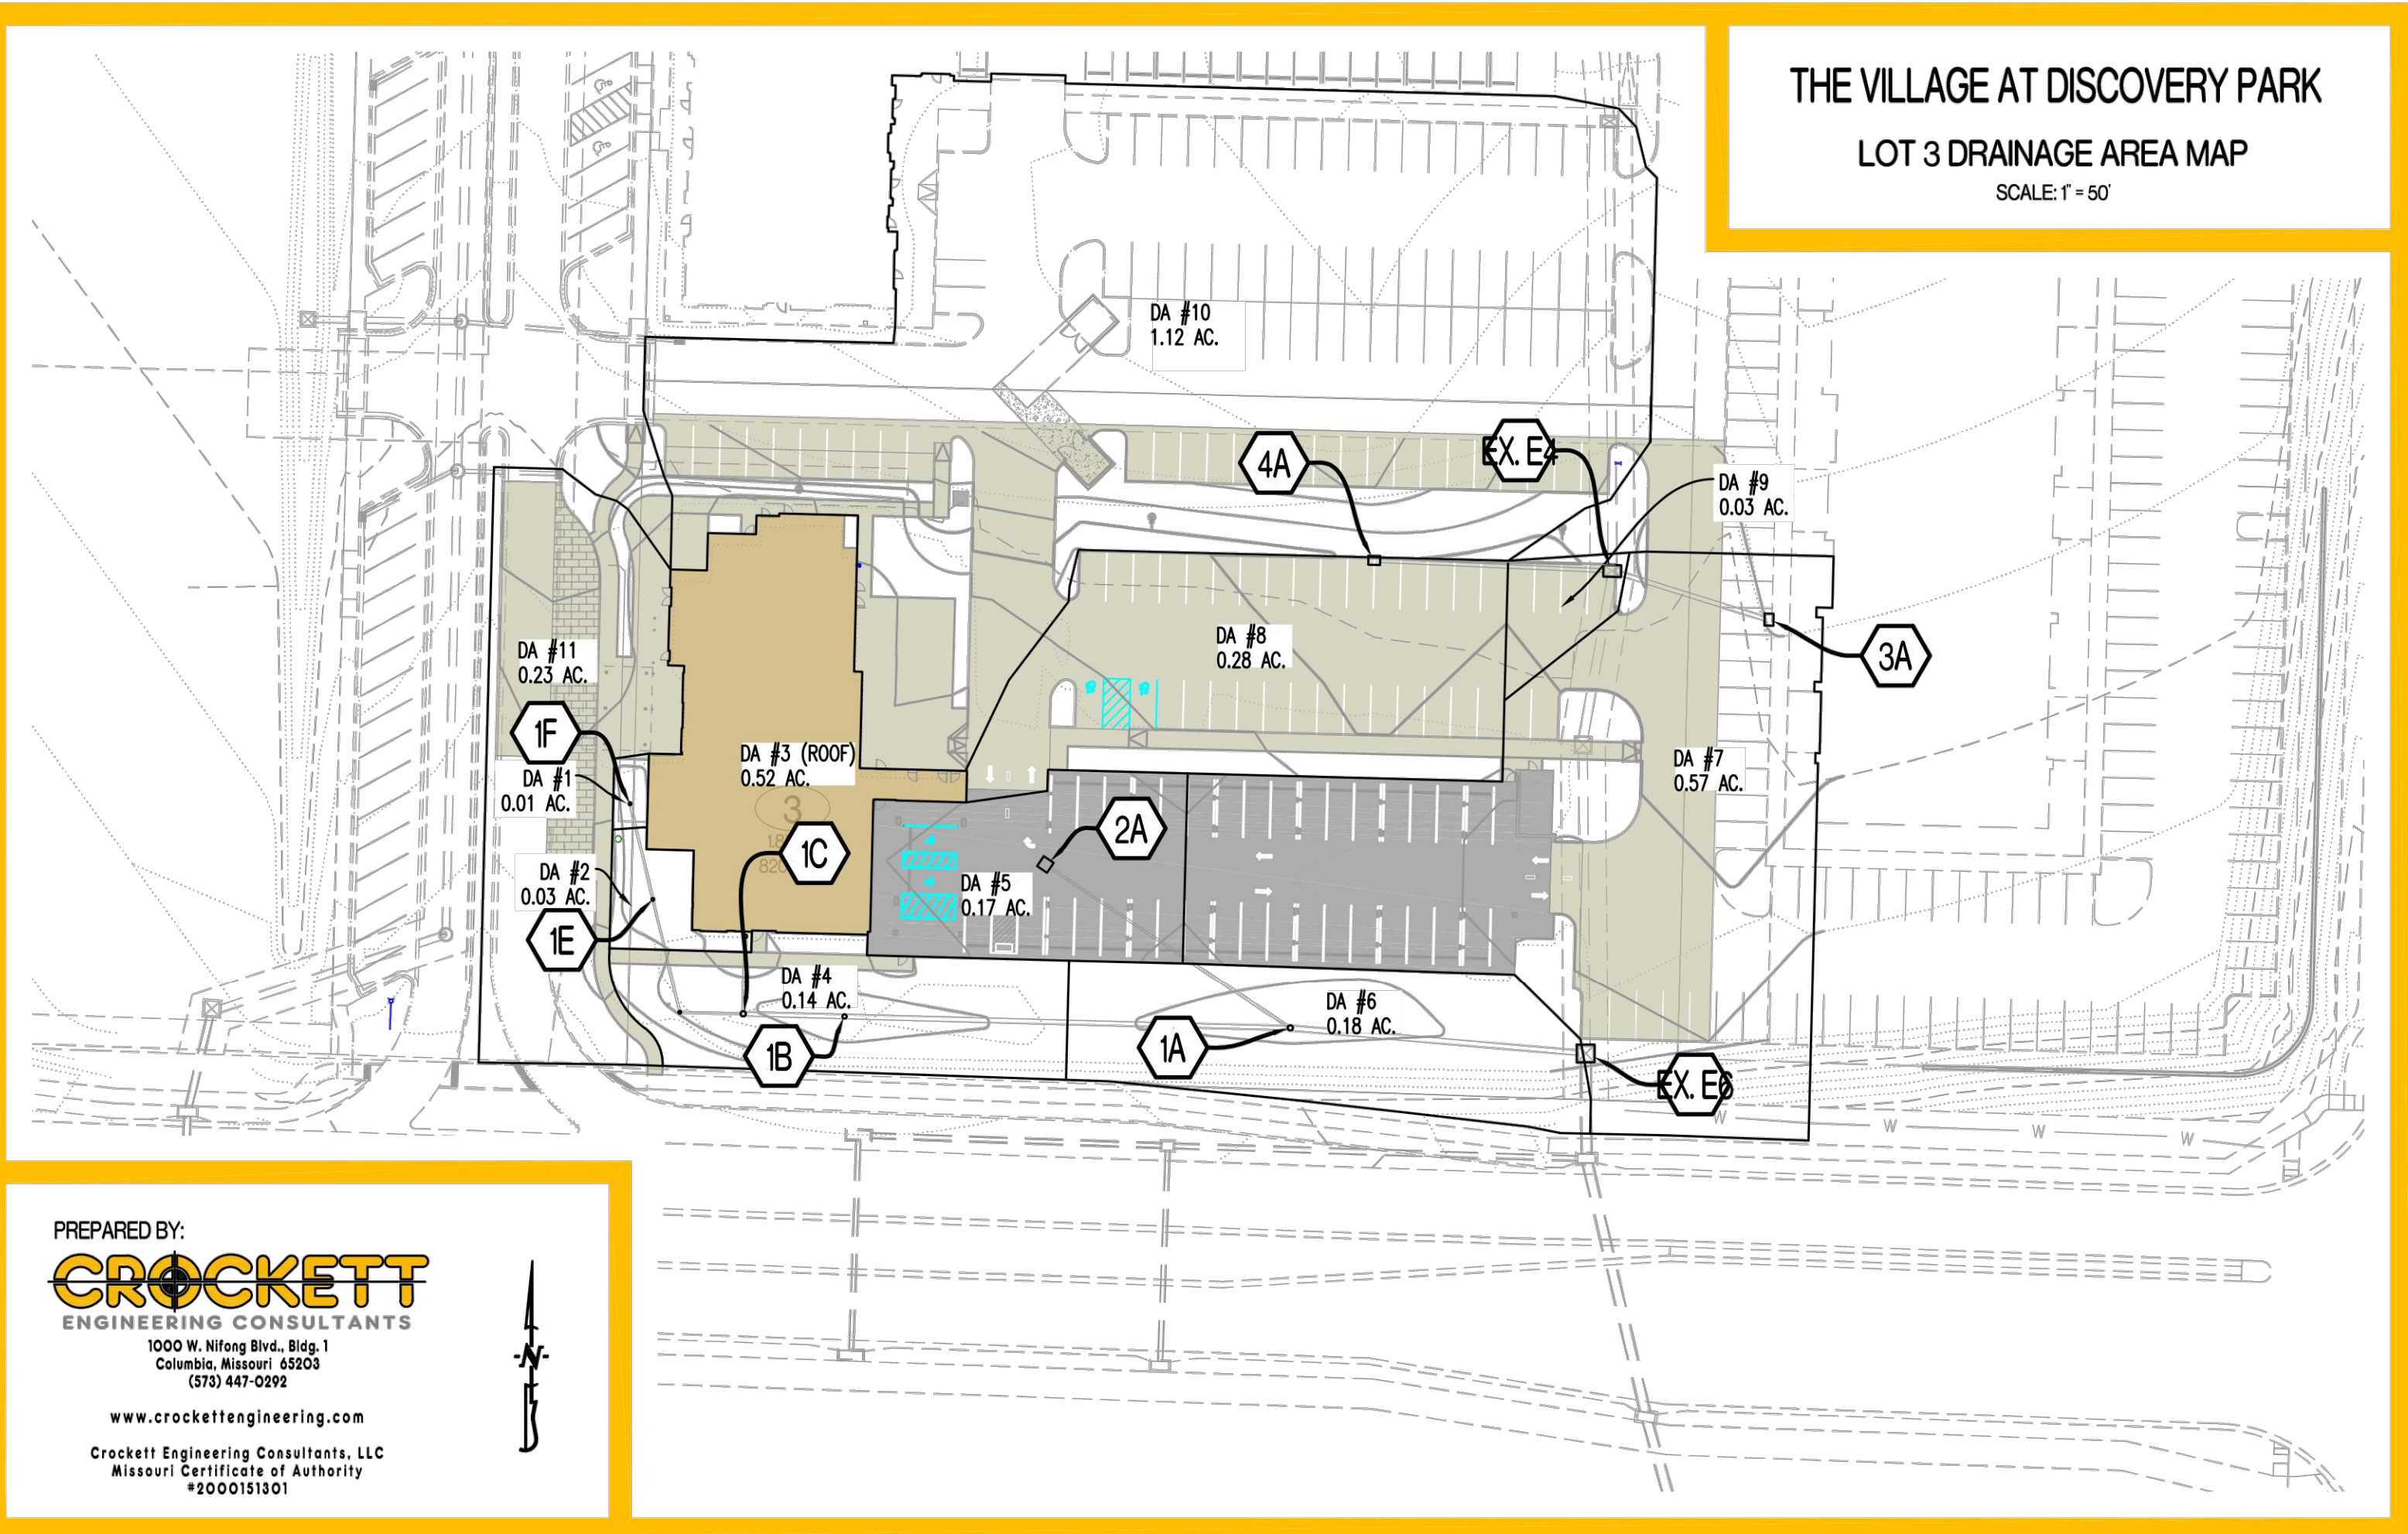 THE VILLAGE AT DISCOVERY PARK
LOT 3 DRAINAGE AREA MAP
SCALE: 1" = 50'
DA #10
1.12 AC.
4A
EX. E4
DA #9
0.03 AC.
DA #11
0.23 AC.
DA #8
0.28 AC.
3A
1F
DA #1
0.01 AC.
DA #3 (ROOF)
0.52 AC.
3
DA #7
0.57 AC.
2A
1C
DA #2
0.03 AC.
DA #5
0.17 AC.
1E
DA #4
0.14 AC.
DA #6
0.18 AC.
1B
1A
EX. E6
W
W
W
W
PREPARED BY:
CROCKETT
ENGINEERING CONSULTANTS
1000 W. Nifong Blvd., Bldg. 1
Columbia, Missouri 65203
(573) 447-0292
www.crockettengineering.com
Crockett Engineering Consultants, LLC
Missouri Certificate of Authority
#2000151301
N